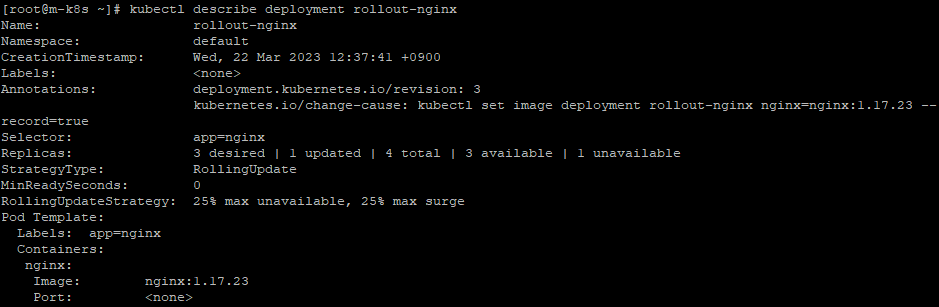 [root@m-k8s ~]# kubectl describe deployment rollout-nginx
Name:                   rollout-nginx
Namespace:              default
CreationTimestamp:      Wed, 22 Mar 2023 12:37:41 +0900
Labels:                 <none>
Annotations:            deployment.kubernetes.io/revision: 3
                        kubernetes.io/change-cause: kubectl set image deployment rollout-nginx nginx=nginx:1.17.23 --
record=true
Selector:               app=nginx
Replicas:               3 desired | 1 updated | 4 total | 3 available | 1 unavailable
StrategyType:           RollingUpdate
MinReadySeconds:        0
RollingUpdateStrategy:  25% max unavailable, 25% max surge
Pod Template:
  Labels:  app=nginx
  Containers:
   nginx:
    Image:        nginx:1.17.23
    Port:         <none>